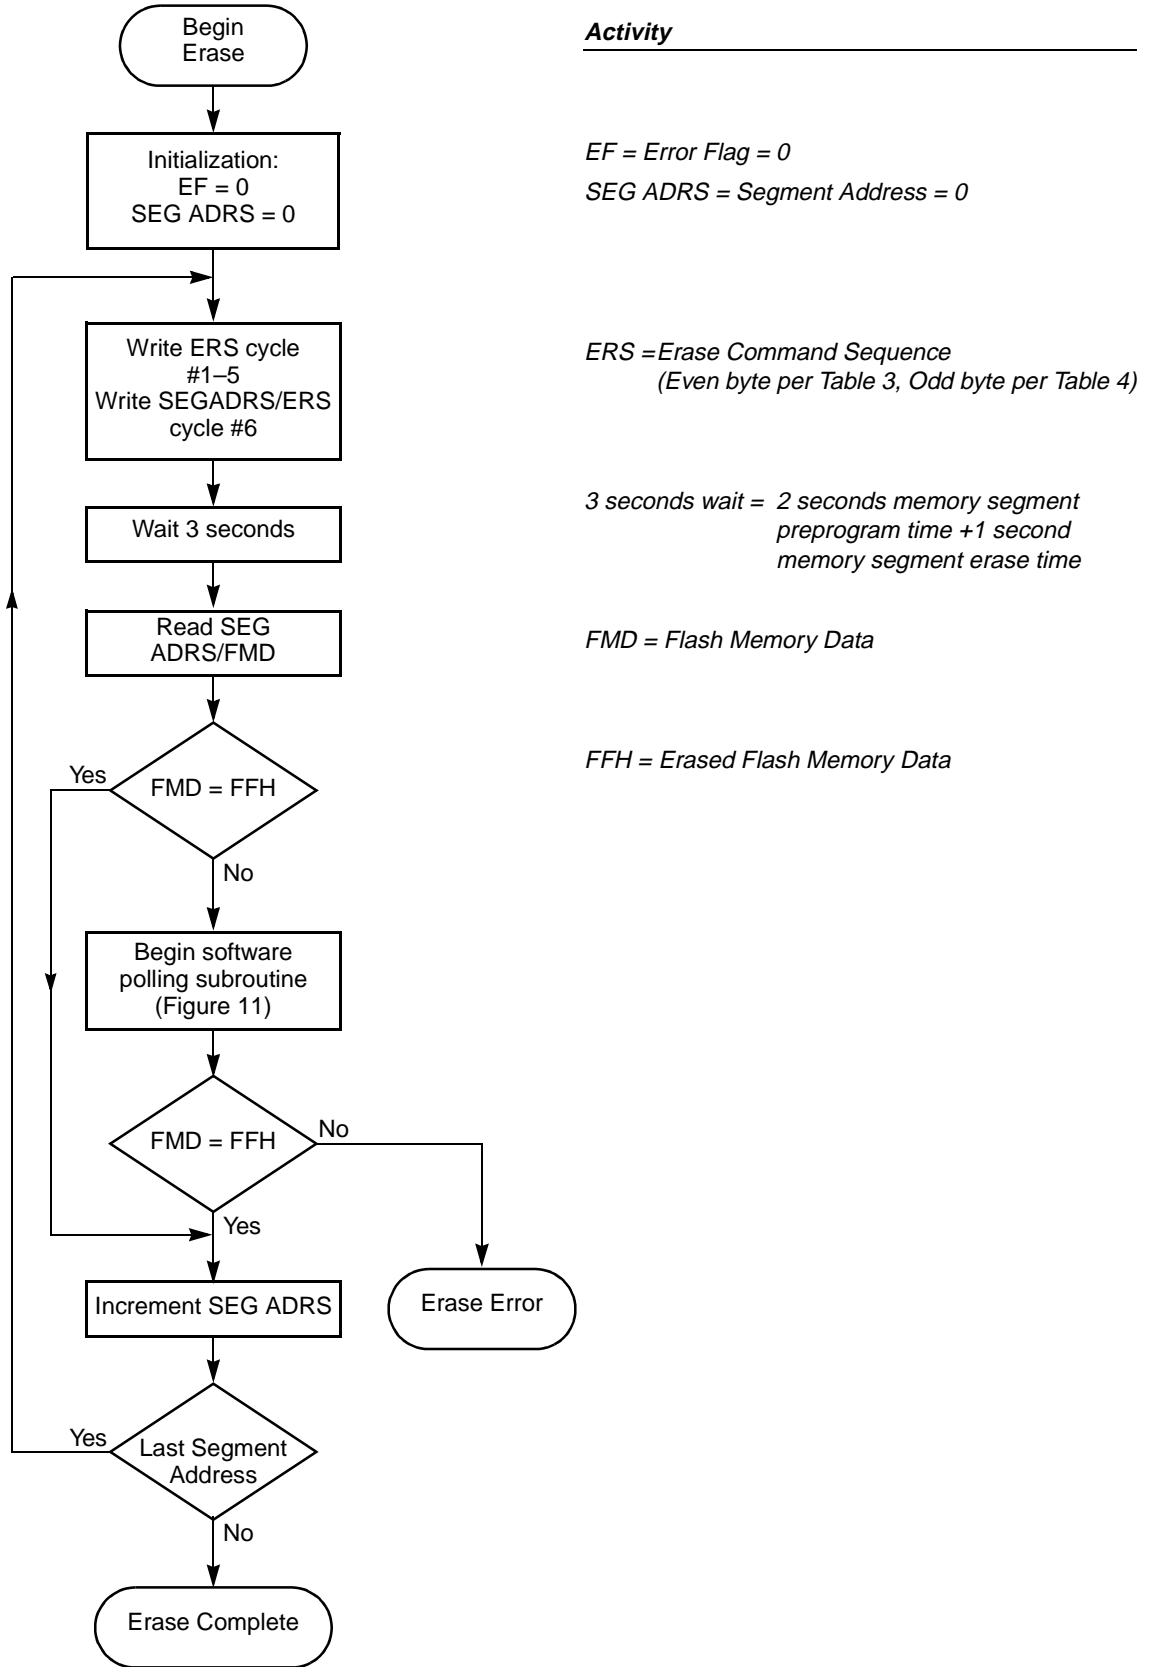 Begin
Erase
Activity
Initialization:
EF = 0
SEG ADRS = 0
EF = Error Flag = 0
SEG ADRS = Segment Address = 0
Write ERS cycle
#1–5
Write SEGADRS/ERS
cycle #6
ERS =Erase Command Sequence
(Even byte per Table 3, Odd byte per Table 4)
Wait 3 seconds
3 seconds wait = 2 seconds memory segment
preprogram time +1 second
memory segment erase time
Read SEG
ADRS/FMD
FMD = Flash Memory Data
Yes
FMD = FFH
FFH = Erased Flash Memory Data
No
Begin software
polling subroutine
(Figure 11)
FMD = FFH
No
Yes
Increment SEG ADRS
Erase Error
Yes
Last Segment
Address
No
Erase Complete